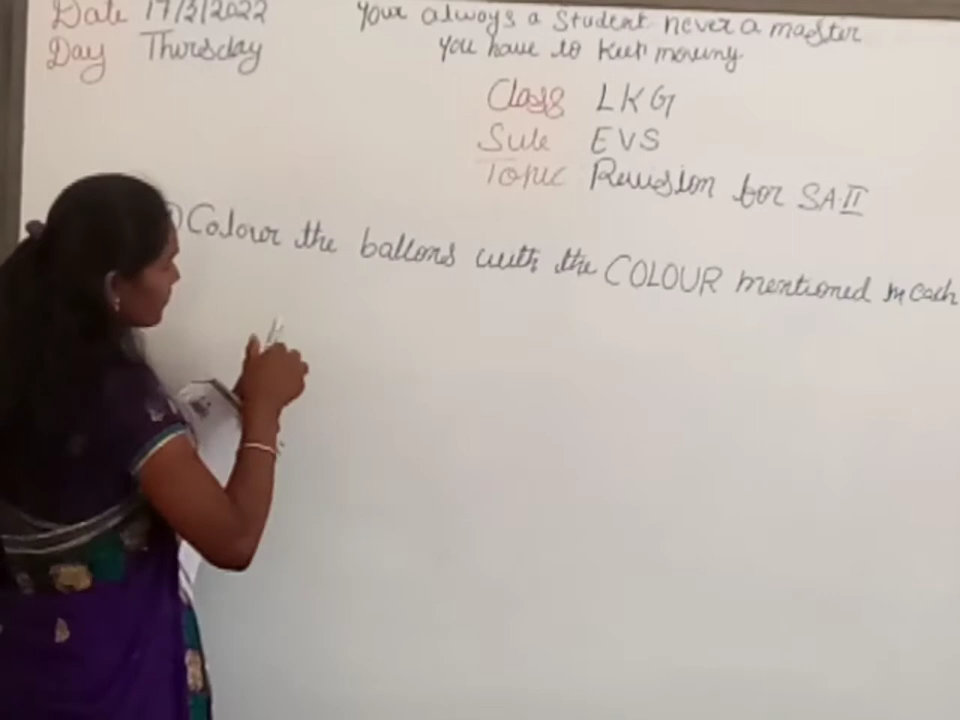 Date 17/3/2022
Day Thursday
Your always a Student never a master
you have to keep moving
Class LKG
Sub EVS
Topic Revision for SA-II
Colour the ballons with the COLOUR mentioned in each